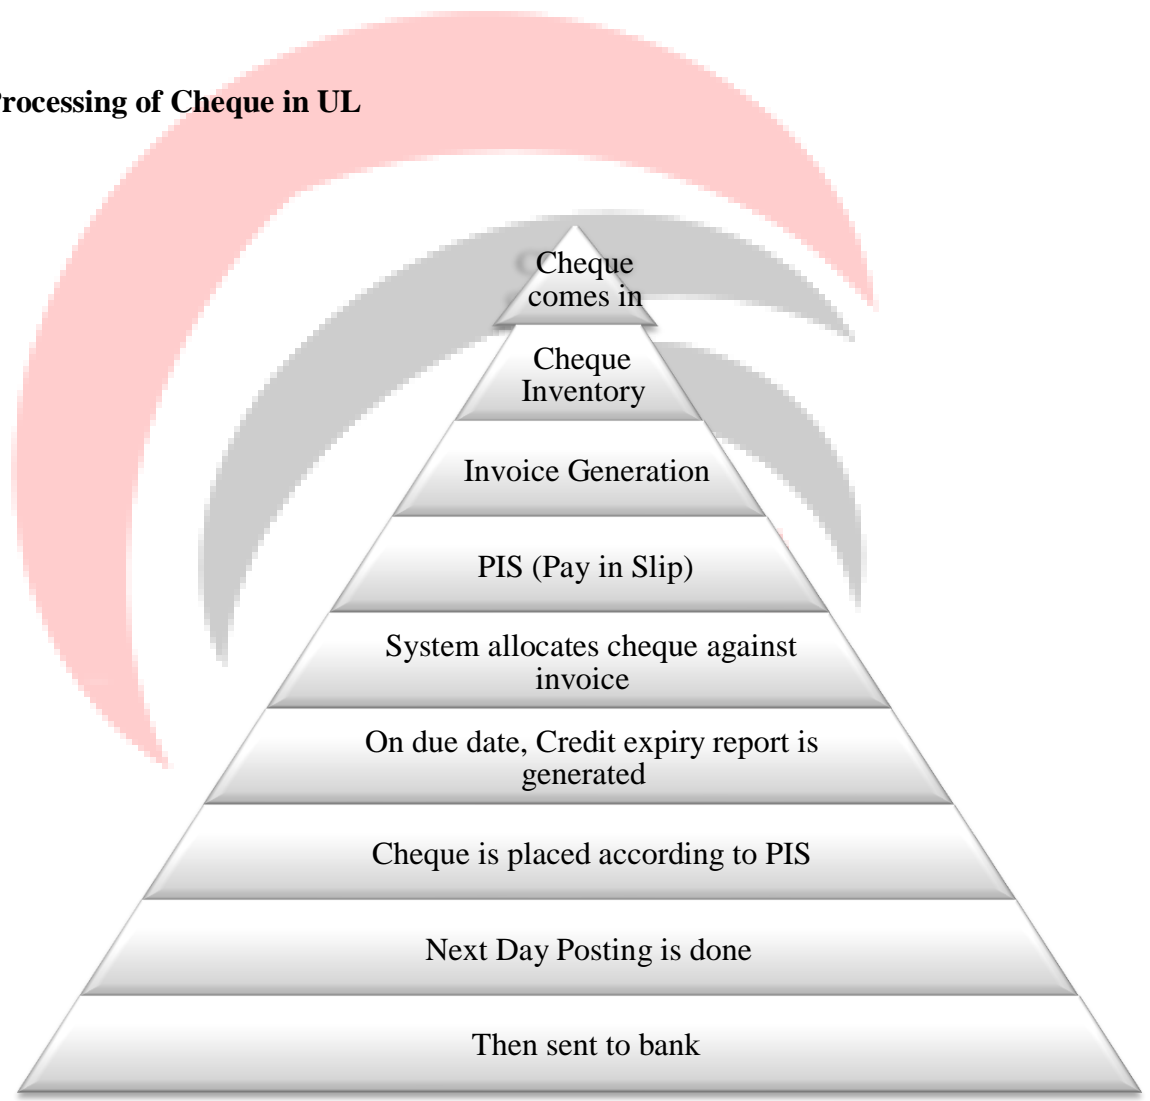 Processing of Cheque in UL
Cheque
comes in
Cheque
Inventory
Invoice Generation
PIS (Pay in Slip)
System allocates cheque against
invoice
On due date, Credit expiry report is
generated
Cheque is placed according to PIS
Next Day Posting is done
Then sent to bank